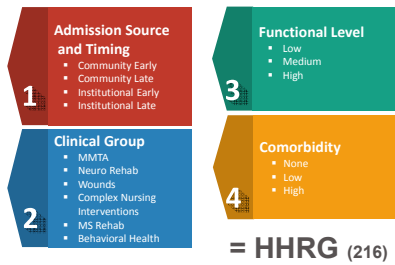 1
Admission Source
and Timing
▪ Community Early
▪ Community Late
▪ Institutional Early
▪ Institutional Late
2
Clinical Group
▪ MMTA
▪ Neuro Rehab
▪ Wounds
▪ Complex Nursing
Interventions
▪ MS Rehab
▪ Behavioral Health
3
Functional Level
▪ Low
▪ Medium
▪ High
4
Comorbidity
▪ None
▪ Low
▪ High
= HHRG (216)